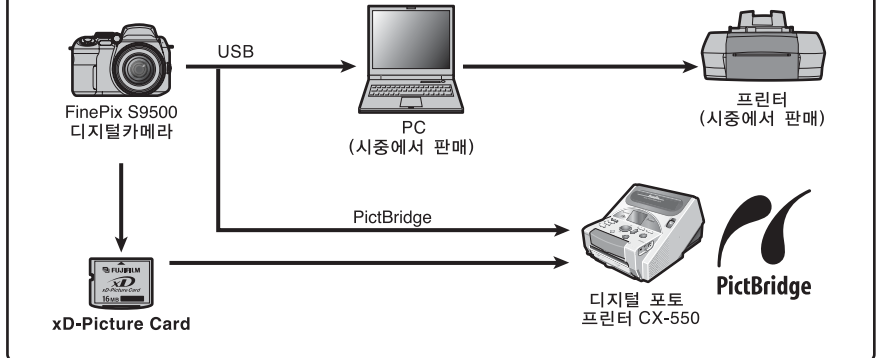 USB
FinePix S9500
디지털카메라
PC
(시중에서 판매)
프린터
(시중에서 판매)
PictBridge
FUJIFILM
xD
xD-Picture Card
16MB
xD-Picture Card
디지털 포토
프린터 CX-550
PictBridge